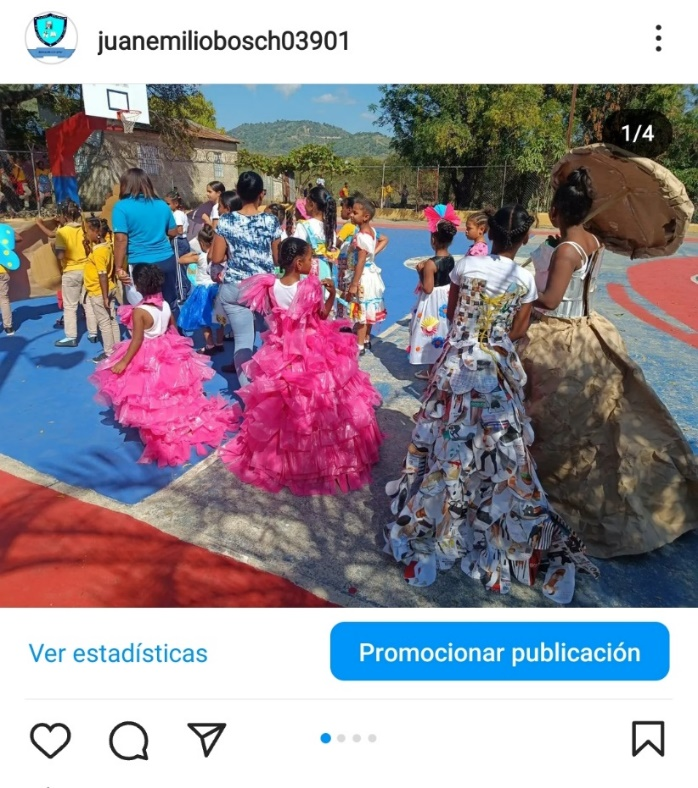 juanemiliobosch03901
1/4
Ver estadísticas
Promocionar publicación